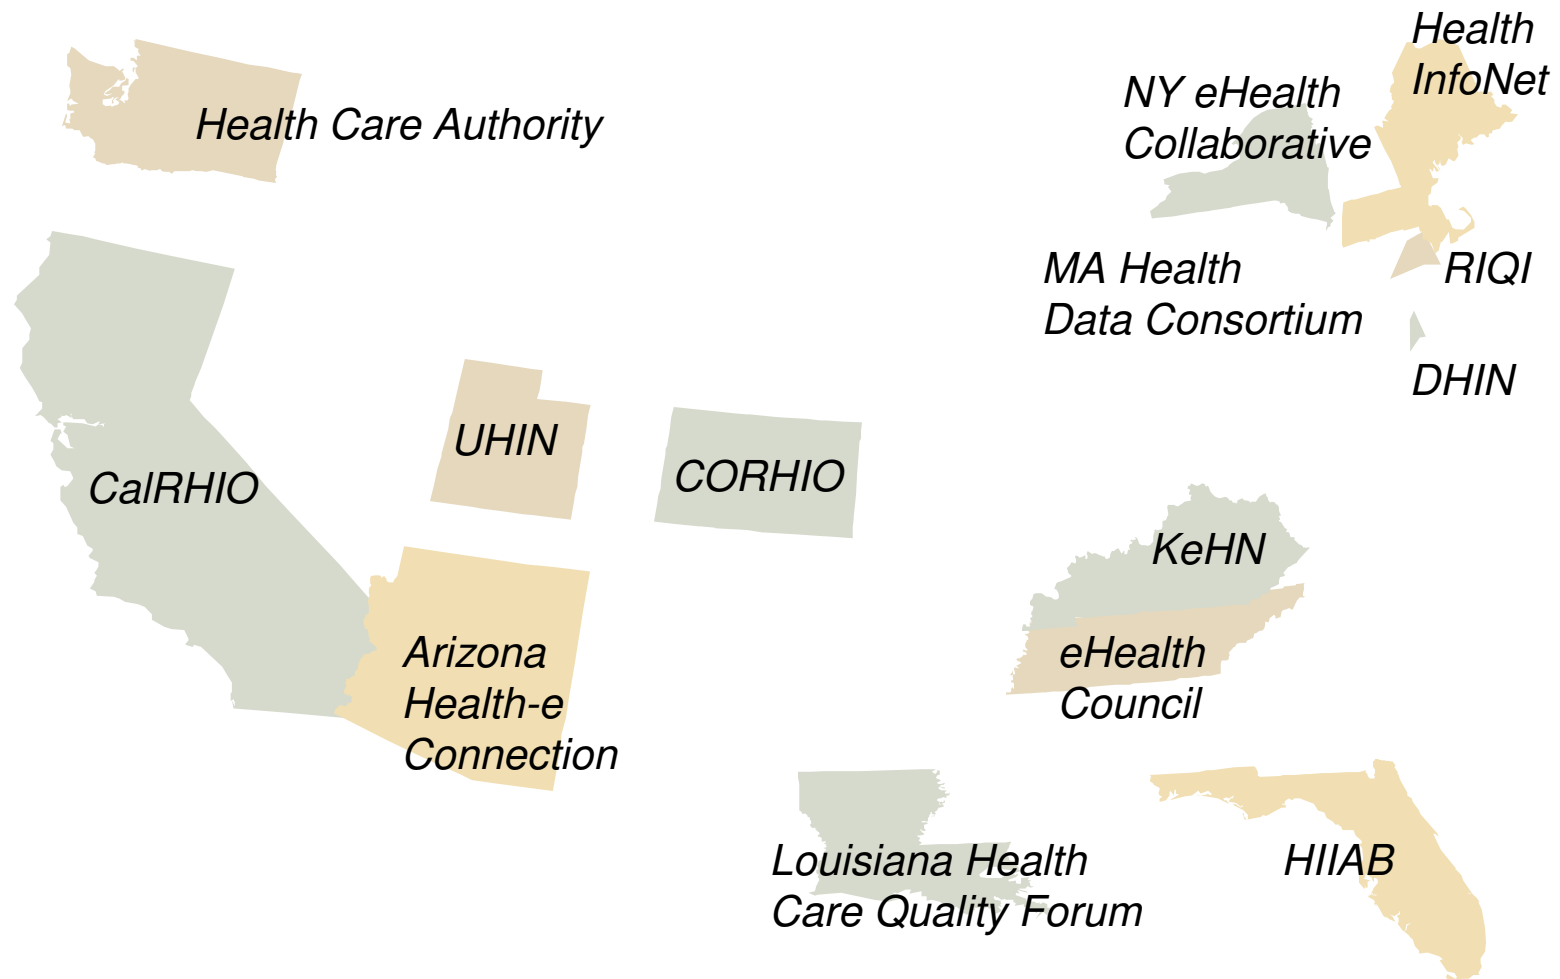 Health
InfoNet
NY eHealth
Collaborative
Health Care Authority
MA Health
Data Consortium
RIQI
DHIN
UHIN
CORHIO
CalRHIO
KeHN
Arizona
Health-e
Connection
eHealth
Council
Louisiana Health
Care Quality Forum
HIIAB